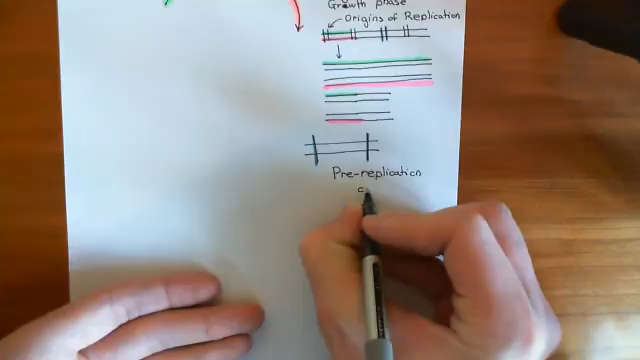 Growth phase
Origins of Replication
Pre-replication
c